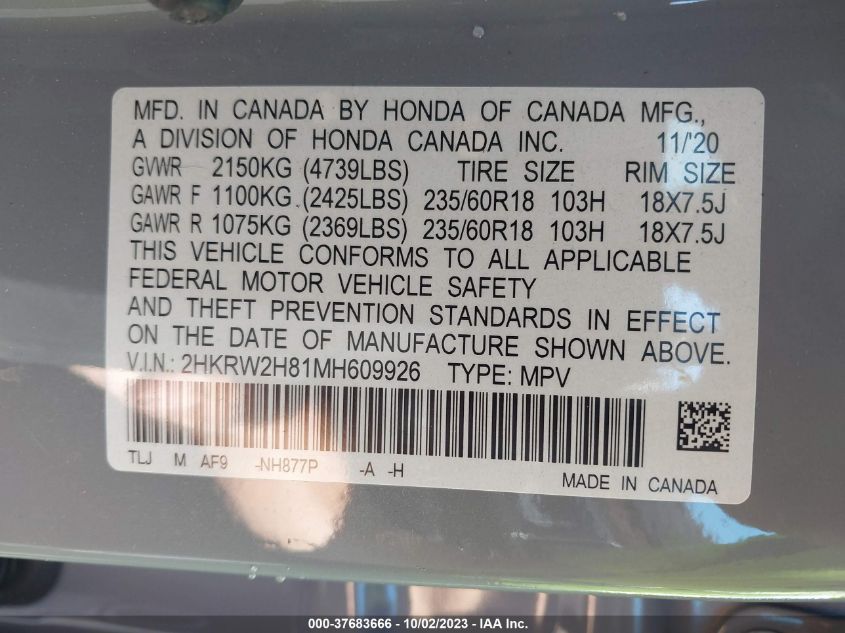 MFD. IN CANADA BY HONDA OF CANADA MFG.,
A DIVISION OF HONDA CANADA INC. 11/'20
GVWR 2150KG (4739LBS) TIRE SIZE RIM SIZE
GAWR F 1100KG (2425LBS) 235/60R18 103H 18X7.5J
GAWR R 1075KG (2369LBS) 235/60R18 103H 18X7.5J
THIS VEHICLE CONFORMS TO ALL APPLICABLE
FEDERAL MOTOR VEHICLE SAFETY
AND THEFT PREVENTION STANDARDS IN EFFECT
ON THE DATE OF MANUFACTURE SHOWN ABOVE.
V.I.N.: 2HKRW2H81MH609926 TYPE: MPV
TLJ M AF9 -NH877P -A -H
MADE IN CANADA
000-37683666 - 10/02/2023 - IAA Inc.